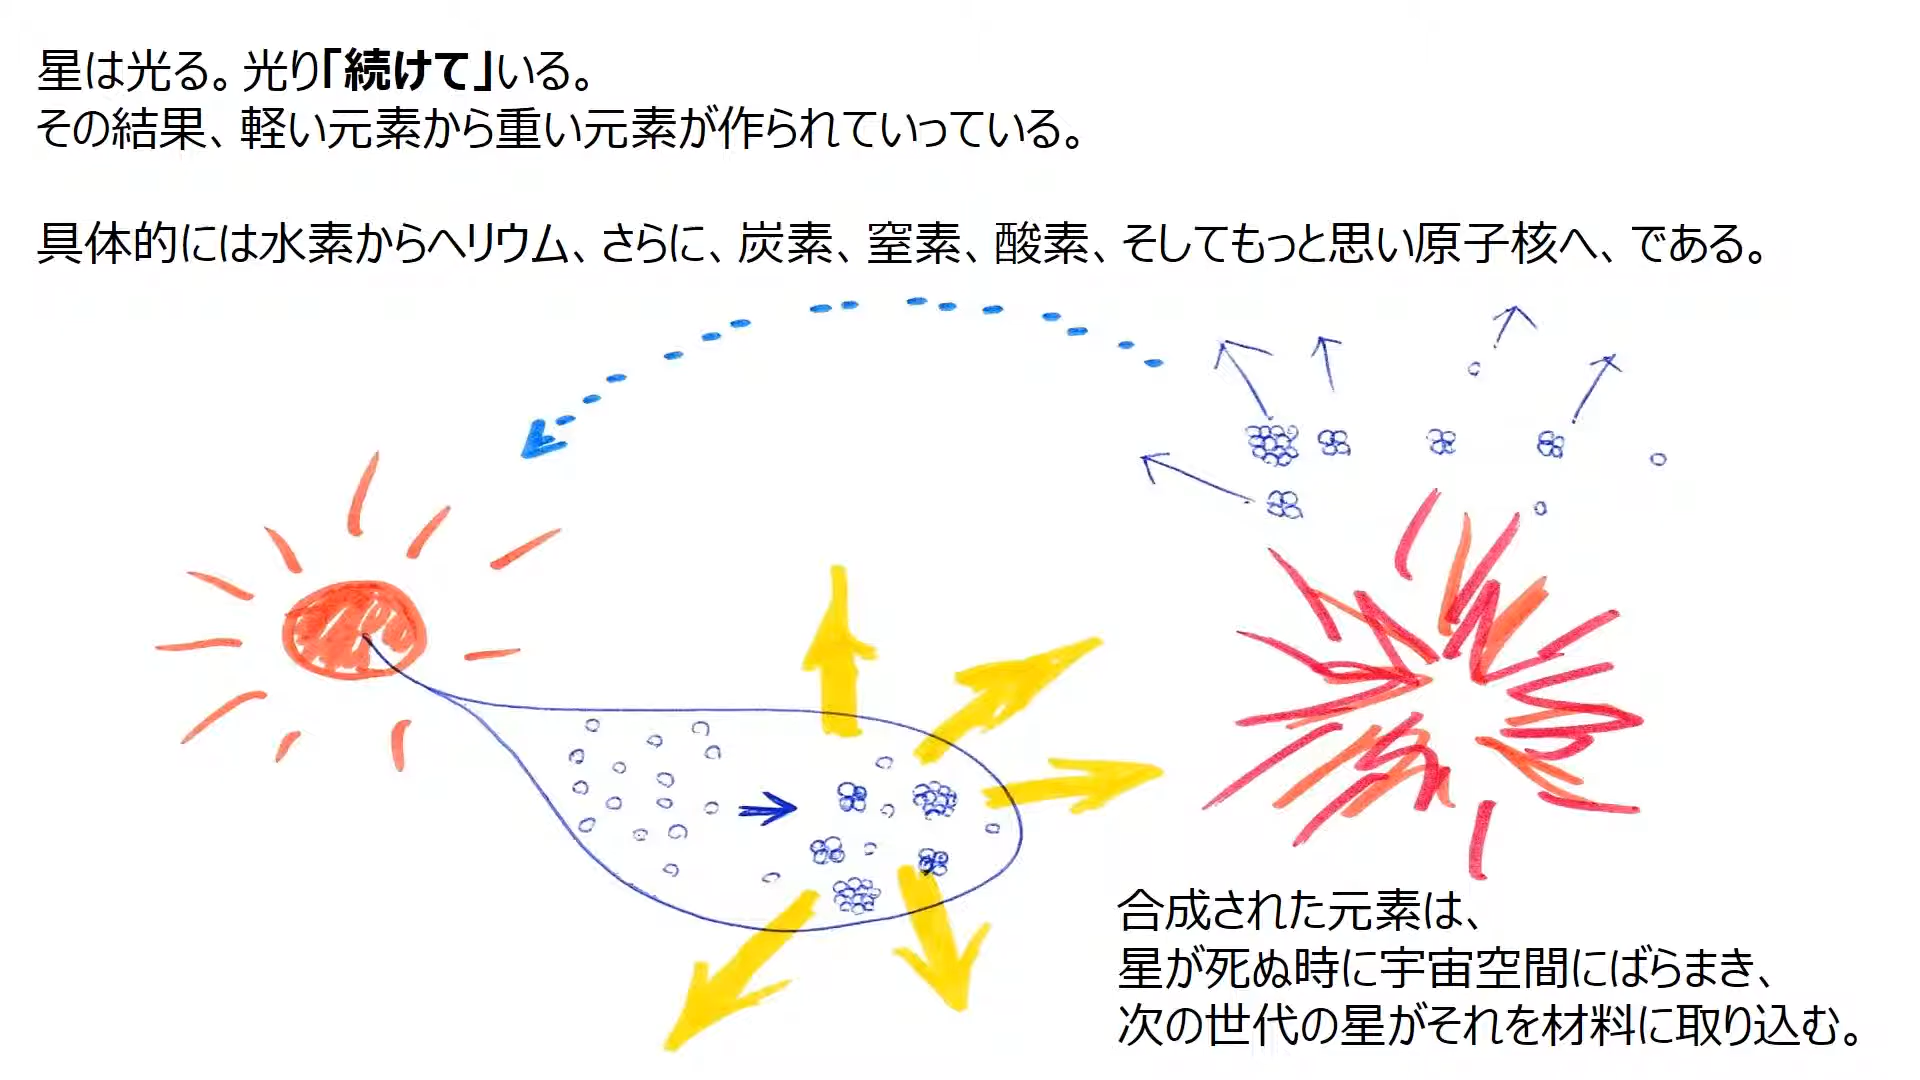 星は光る。光り「続けて」いる。
その結果、軽い元素から重い元素が作られていっている。
具体的には水素からヘリウム、さらに、炭素、窒素、酸素、そしてもっと思い原子核へ、である。
合成された元素は、
星が死ぬ時に宇宙空間にばらまき、
次の世代の星がそれを材料に取り込む。